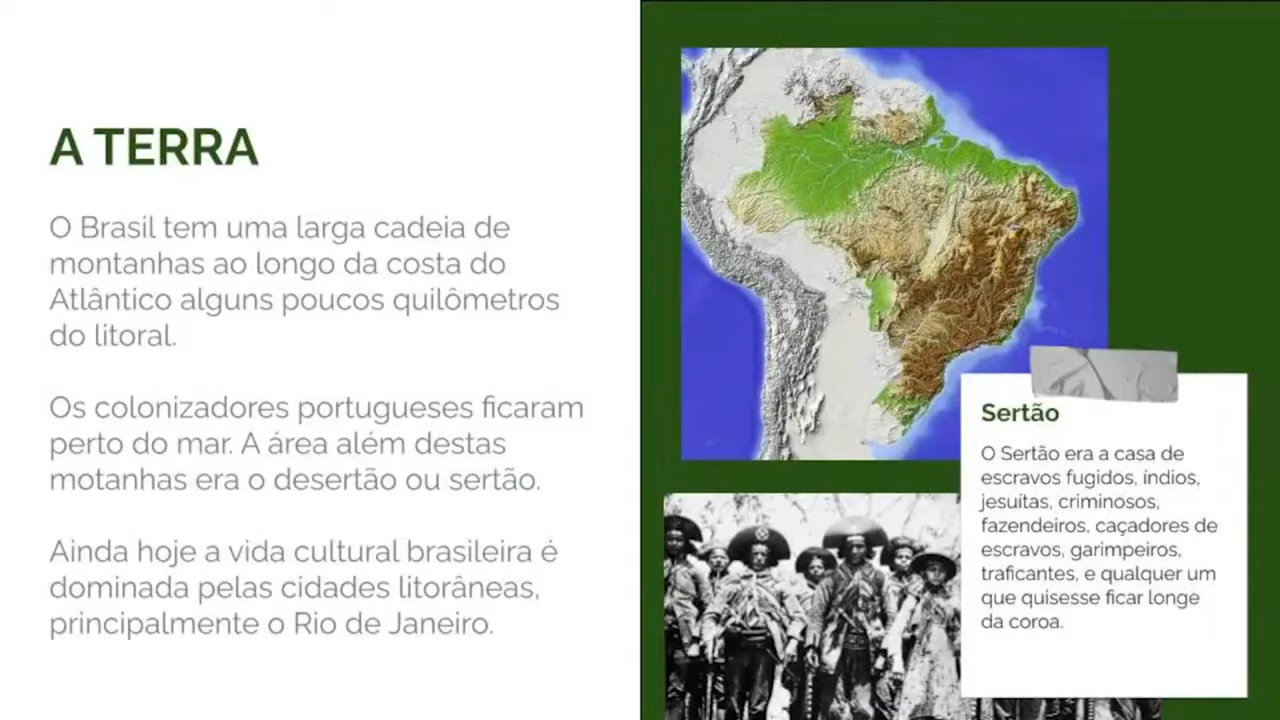 A TERRA
O Brasil tem uma larga cadeia de
montanhas ao longo da costa do
Atlântico alguns poucos quilômetros
do litoral.
Os colonizadores portugueses ficaram
perto do mar. A área além destas
motanhas era o desertão ou sertão.
Ainda hoje a vida cultural brasileira é
dominada pelas cidades litorâneas,
principalmente o Rio de Janeiro.
Sertão
O Sertão era a casa de
escravos fugidos, índios,
jesuítas, criminosos,
fazendeiros, caçadores de
escravos, garimpeiros,
traficantes, e qualquer um
que quisesse ficar longe
da coroa.